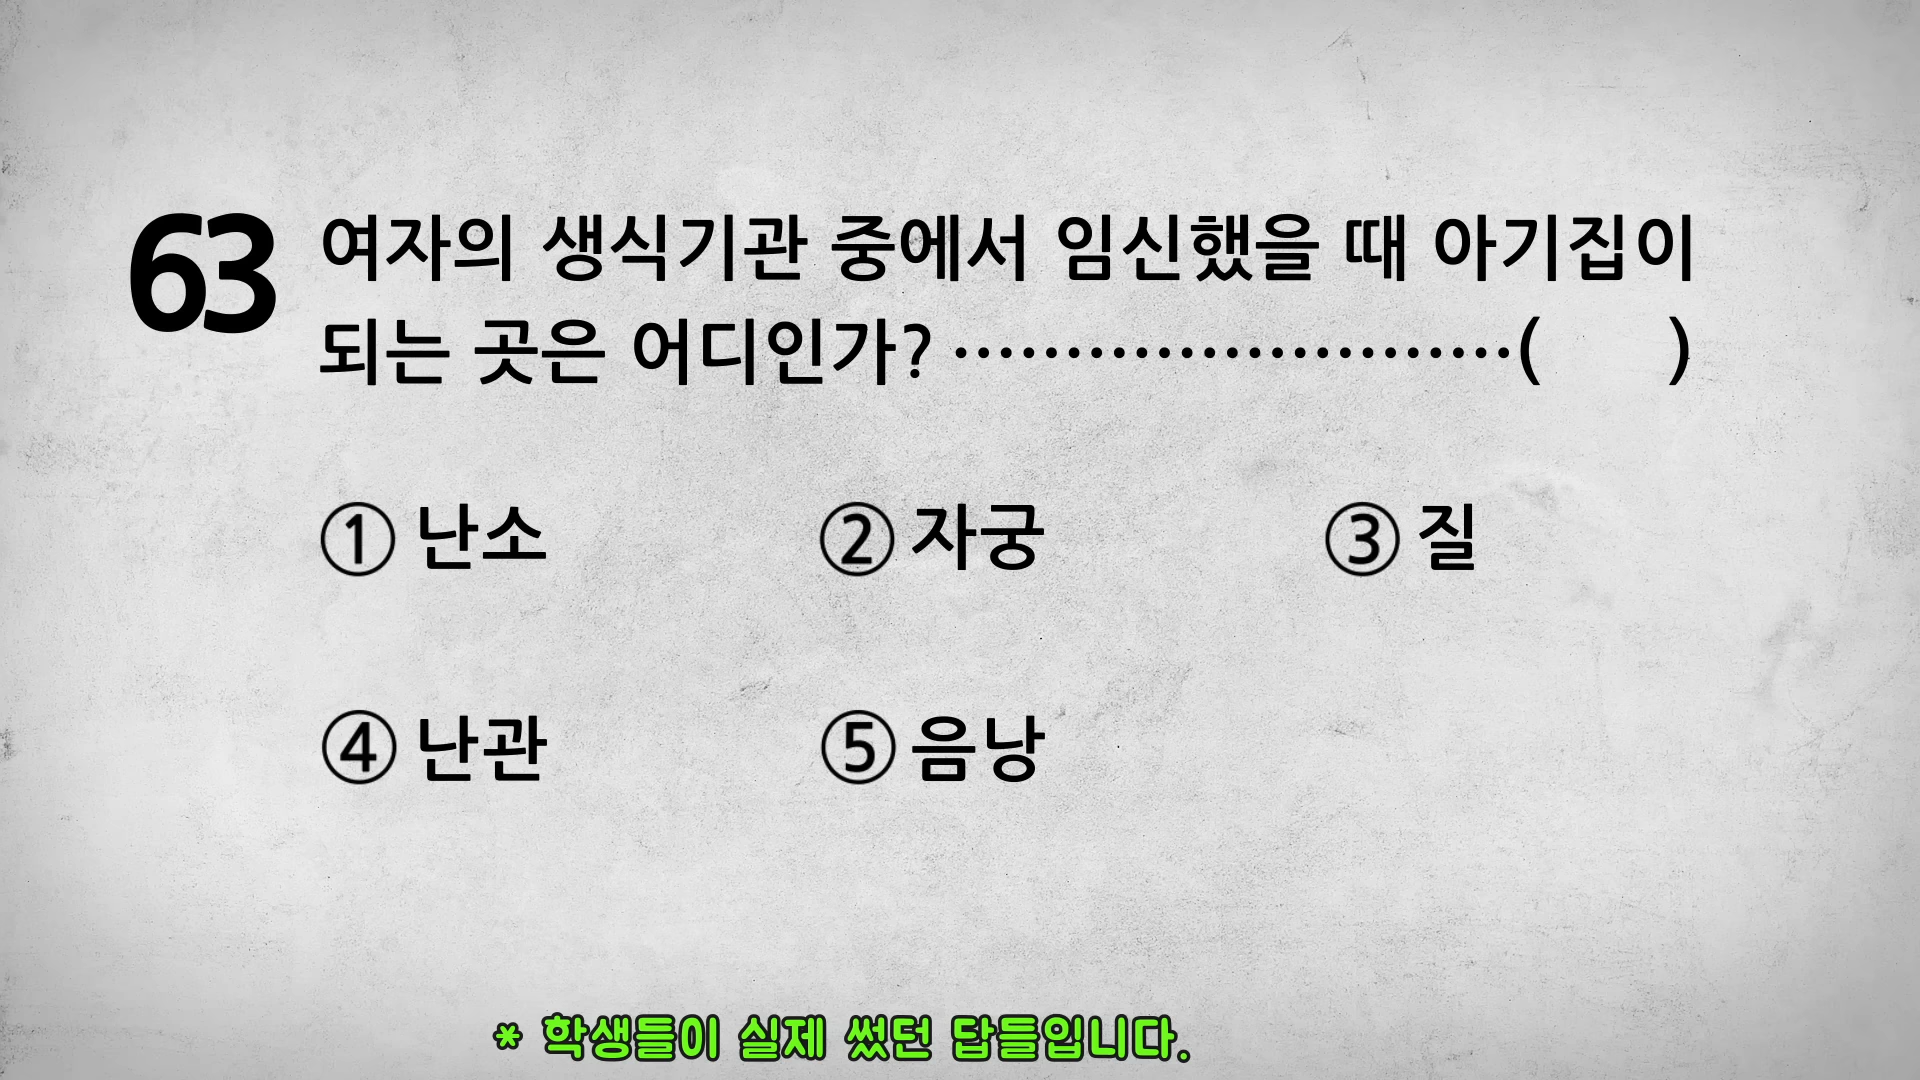 63 여자의 생식기관 중에서 임신했을 때 아기집이
되는 곳은 어디인가? ·························( )
① 난소 ② 자궁 ③ 질
④ 난관 ⑤ 음낭
* 학생들이 실제 썼던 답들입니다.